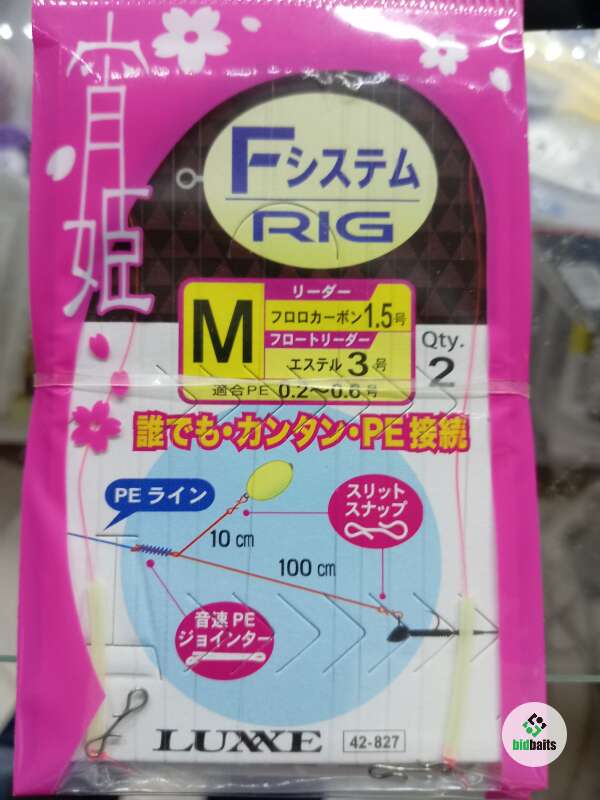 宵姫
Fシステム
RIG
M
リーダー
フロロカーボン1.5号
フロートリーダー
エステル3号
適合PE 0.2～0.6号
Qty.
2
誰でも・カンタン・PE接続
PEライン
スリット
スナップ
10cm
100cm
音速PE
ジョインター
LUXXE
42-827
bidbaits